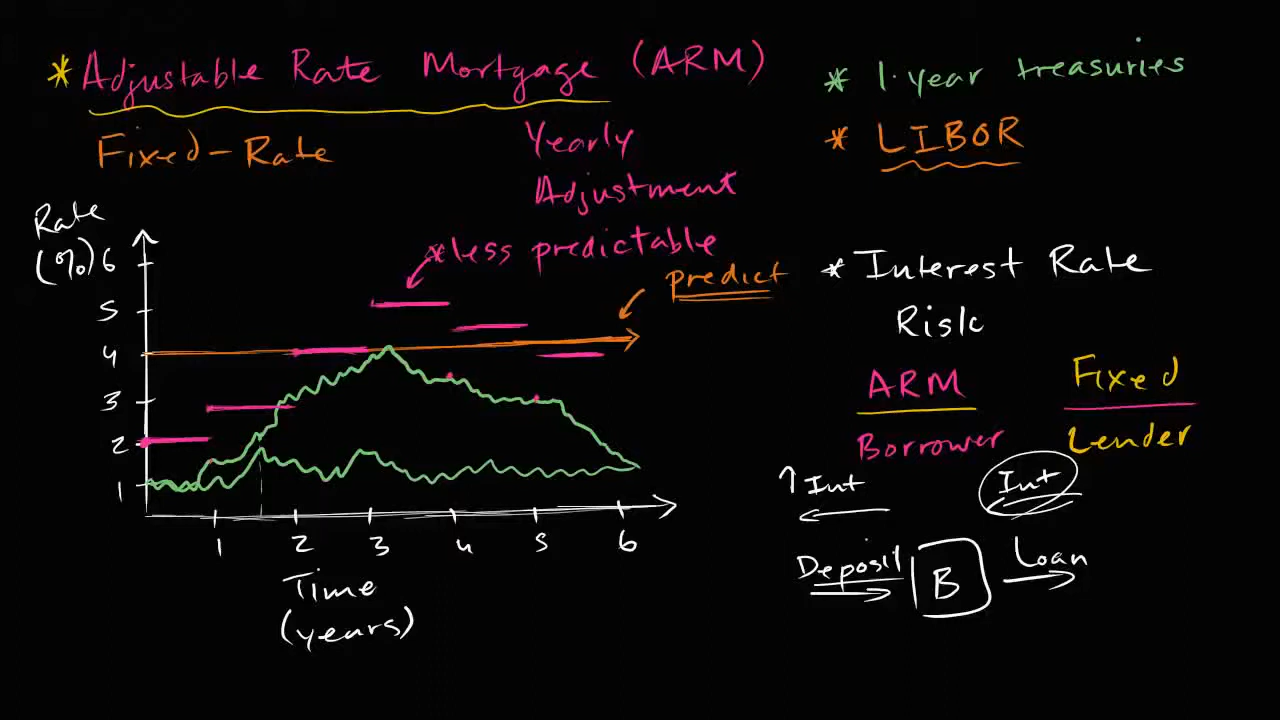 * Adjustable Rate Mortgage (ARM)
Fixed-Rate
Yearly
Adjustment
* less predictable
predict
* 1-year treasuries
* LIBOR
* Interest Rate
Risk
ARM Fixed
Borrower Lender
↑ Int Int
Deposit B Loan
Rate
(%)
6
5
4
3
2
1
1 2 3 4 5 6
Time
(years)